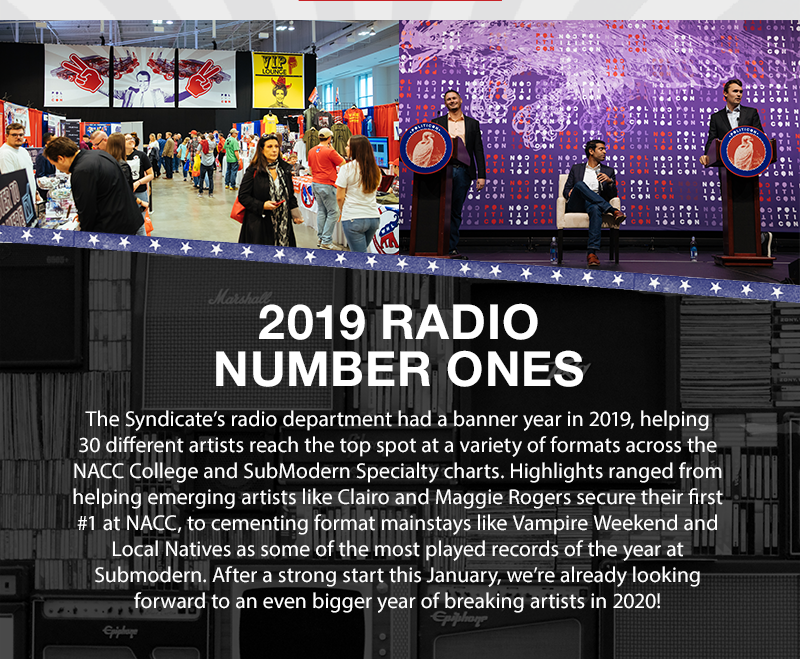 VIP
LOUNGE
POLITICON
POLITICON
Marshall
2019 RADIO
NUMBER ONES
The Syndicate’s radio department had a banner year in 2019, helping
30 different artists reach the top spot at a variety of formats across the
NACC College and SubModern Specialty charts. Highlights ranged from
helping emerging artists like Clairo and Maggie Rogers secure their first
#1 at NACC, to cementing format mainstays like Vampire Weekend and
Local Natives as some of the most played records of the year at
Submodern. After a strong start this January, we’re already looking
forward to an even bigger year of breaking artists in 2020!
Epiphone
Epiphone